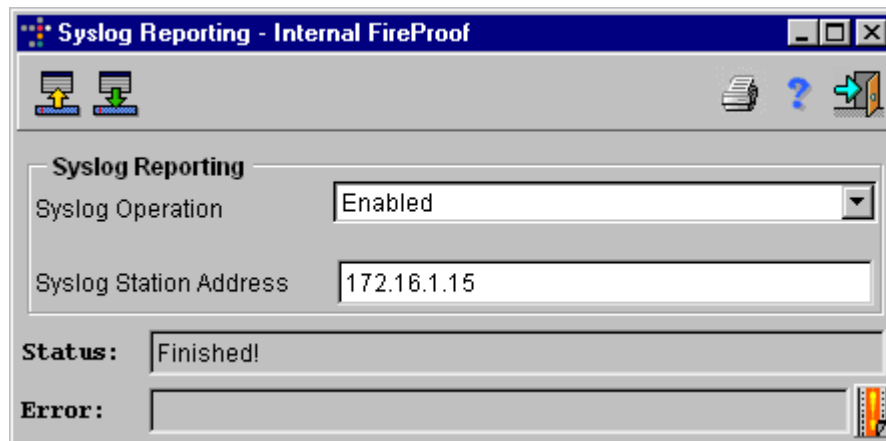 Syslog Reporting - Internal FireProof
Syslog Reporting
Syslog Operation Enabled
Syslog Station Address 172.16.1.15
Status: Finished!
Error: